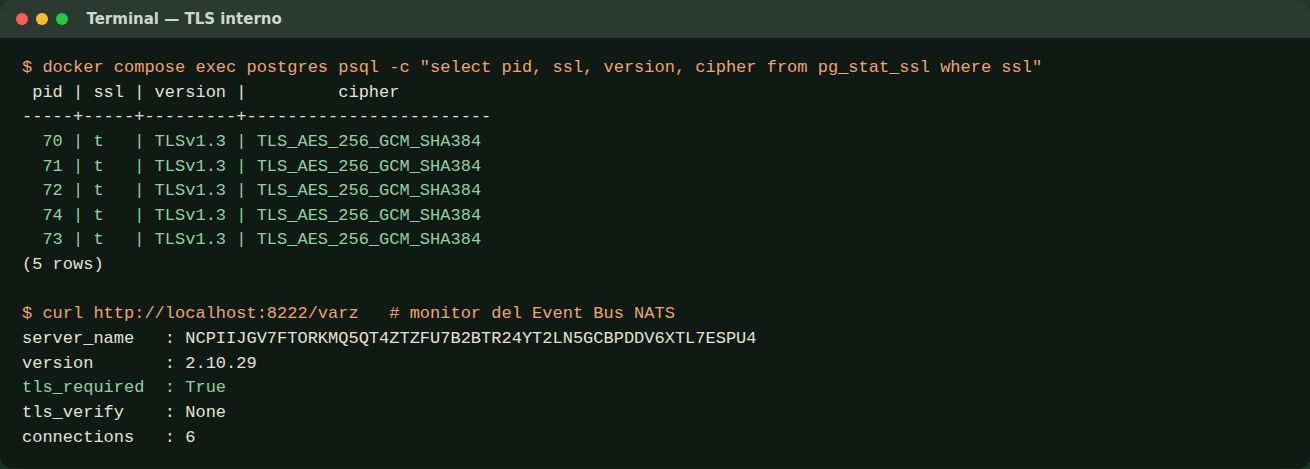 Terminal — TLS interno
$ docker compose exec postgres psql -c "select pid, ssl, version, cipher from pg_stat_ssl where ssl"
 pid | ssl | version |         cipher
-----+-----+---------+------------------------
  70 | t   | TLSv1.3 | TLS_AES_256_GCM_SHA384
  71 | t   | TLSv1.3 | TLS_AES_256_GCM_SHA384
  72 | t   | TLSv1.3 | TLS_AES_256_GCM_SHA384
  74 | t   | TLSv1.3 | TLS_AES_256_GCM_SHA384
  73 | t   | TLSv1.3 | TLS_AES_256_GCM_SHA384
(5 rows)
$ curl http://localhost:8222/varz   # monitor del Event Bus NATS
server_name   : NCPIIJGV7FTORKMQ5QT4ZTZFU7B2BTR24YT2LN5GCBPDDV6XTL7ESPU4
version       : 2.10.29
tls_required  : True
tls_verify    : None
connections   : 6